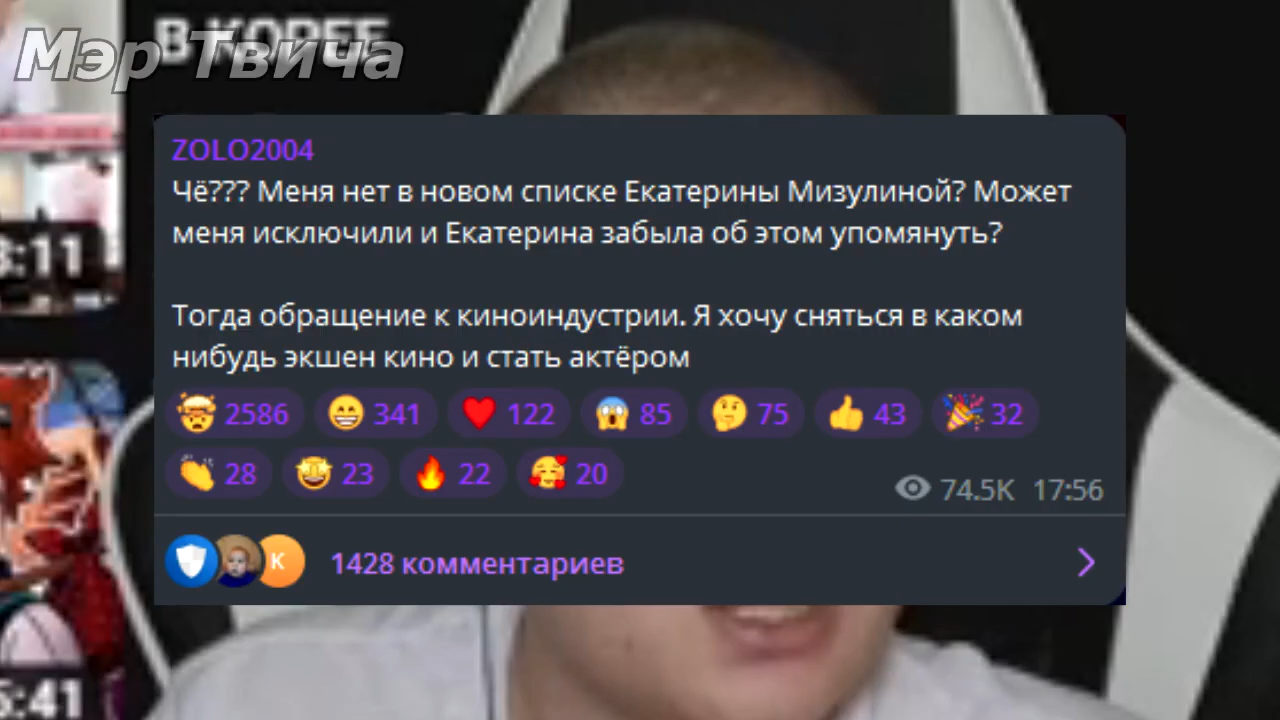 В КОРЕЕ
Мэр Твича
ZOLO2004
Чё??? Меня нет в новом списке Екатерины Мизулиной? Может
меня исключили и Екатерина забыла об этом упомянуть?
Тогда обращение к киноиндустрии. Я хочу сняться в каком
нибудь экшен кино и стать актёром
2586 341 122 85 75 43 32
28 23 22 20
74.5K 17:56
K 1428 комментариев